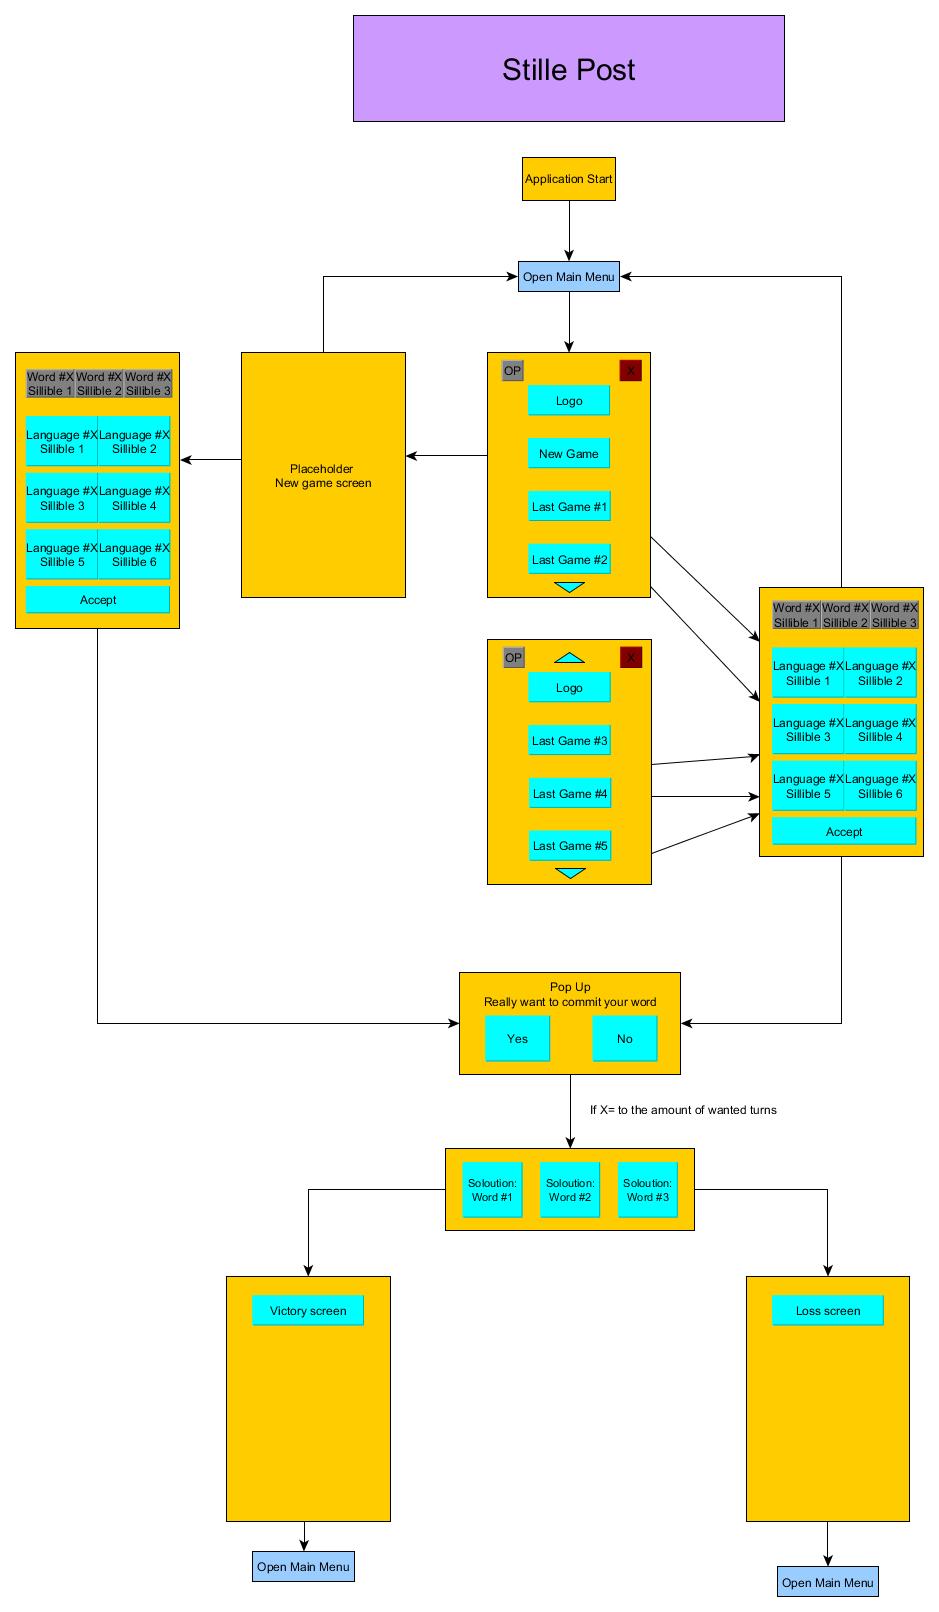 Stille Post
Application Start
Open Main Menu
Word #X Word #X Word #X
Sillible 1 Sillible 2 Sillible 3
Language #X Language #X
Sillible 1 Sillible 2
Language #X Language #X
Sillible 3 Sillible 4
Language #X Language #X
Sillible 5 Sillible 6
Accept
Placeholder
New game screen
OP X
Logo
New Game
Last Game #1
Last Game #2
OP X
Logo
Last Game #3
Last Game #4
Last Game #5
Word #X Word #X Word #X
Sillible 1 Sillible 2 Sillible 3
Language #X Language #X
Sillible 1 Sillible 2
Language #X Language #X
Sillible 3 Sillible 4
Language #X Language #X
Sillible 5 Sillible 6
Accept
Pop Up
Really want to commit your word
Yes No
If X= to the amount of wanted turns
Soloution: Soloution: Soloution:
Word #1 Word #2 Word #3
Victory screen
Loss screen
Open Main Menu
Open Main Menu